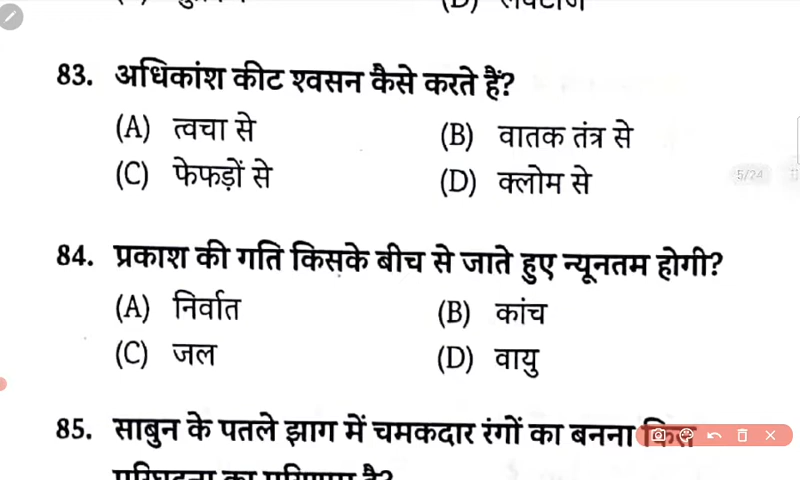 (D)
83. अधिकांश कीट श्वसन कैसे करते हैं?
(A) त्वचा से (B) वातक तंत्र से
(C) फेफड़ों से (D) क्लोम से
5/24
84. प्रकाश की गति किसके बीच से जाते हुए न्यूनतम होगी?
(A) निर्वात (B) कांच
(C) जल (D) वायु
85. साबुन के पतले झाग में चमकदार रंगों का बनना किस